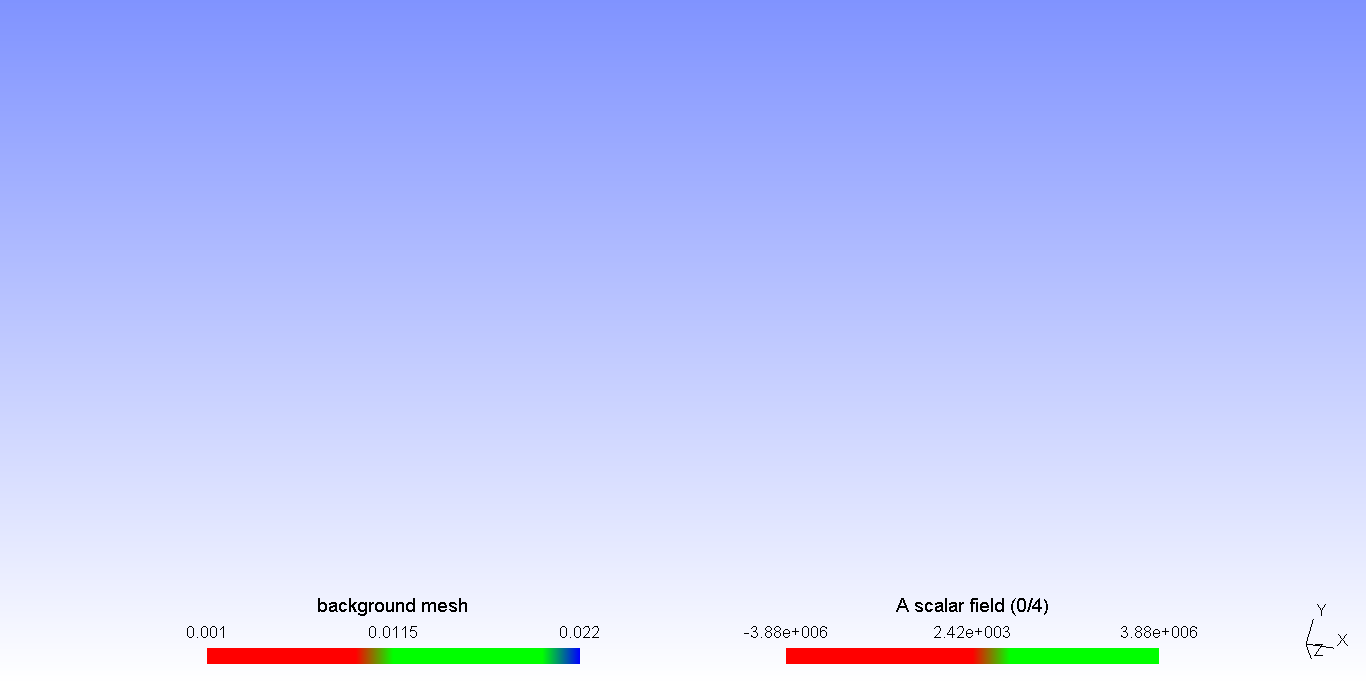 background mesh
0.001 0.0115 0.022
A scalar field (0/4)
-3.88e+006 2.42e+003 3.88e+006
Y
X
Z